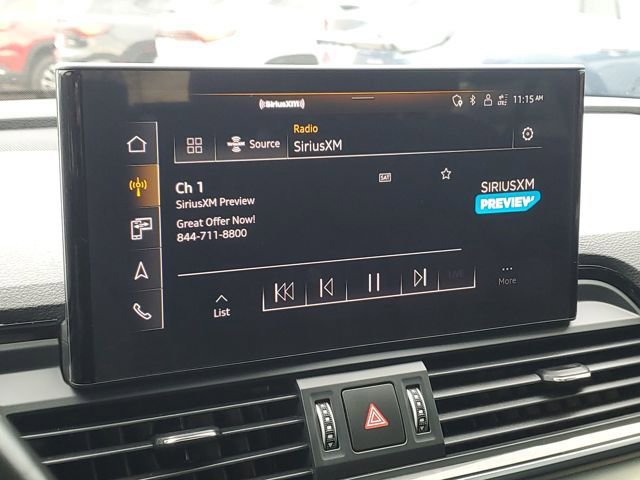 ((SiriusXM))
11:15 AM
LTE
Radio
Source
SiriusXM
SAT
Ch 1
SiriusXM Preview
Great Offer Now!
844-711-8800
SIRIUSXM
PREVIEW
LIVE
List
More